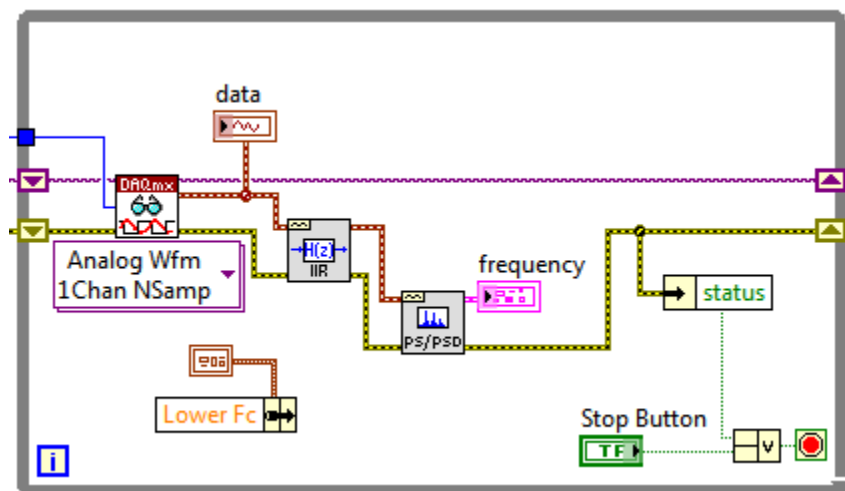 data
DAQmx
Analog Wfm
1Chan NSamp
H(z)
IIR
frequency
PS/PSD
status
Lower Fc
Stop Button
TF
V
i